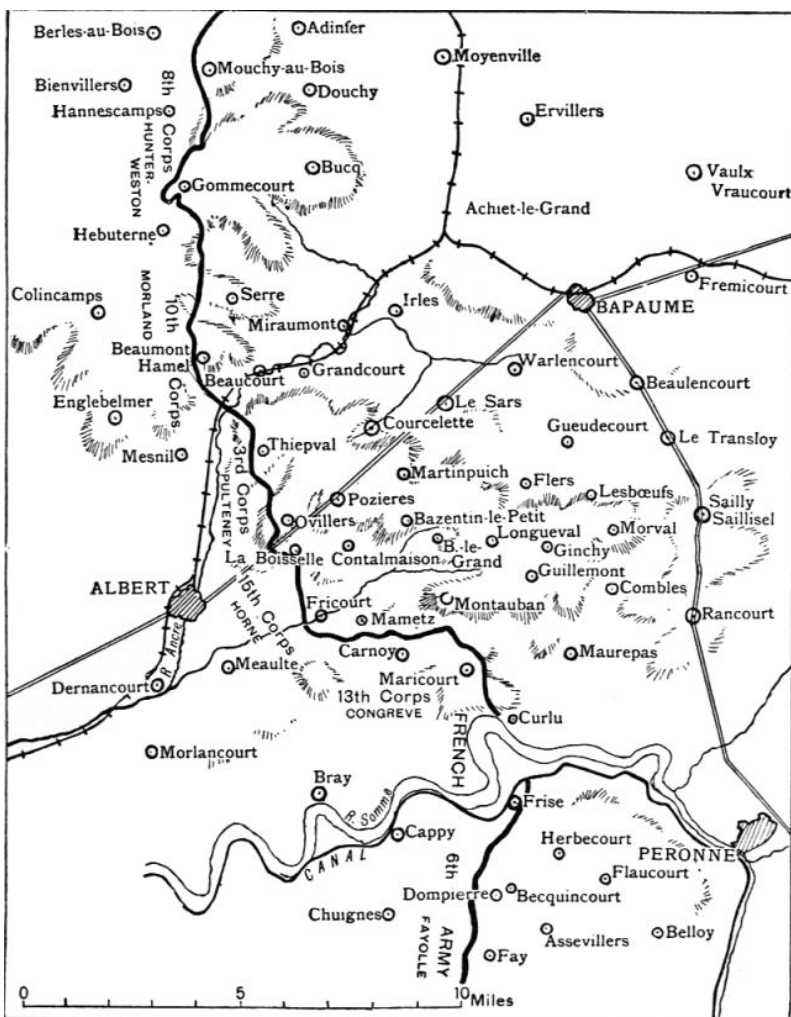 Berles-au-Bois
Adinfer
Moyenville
Mouchy-au-Bois
Bienvillers
Douchy
Hannescamps
8th Corps
HUNTER-
WESTON
Ervillers
Bucq
Vaulx
Vraucourt
Gommecourt
Achiet-le-Grand
Hebuterne
Fremicourt
BAPAUME
Colincamps
MORLAND
10th
Corps
Serre
Irles
Miraumont
Beaumont
Hamel
Beaucourt
Grandcourt
Warlencourt
Beaulencourt
Englebelmer
Le Sars
Courcelette
Gueudecourt
Le Transloy
Mesnil
Thiepval
3rd Corps
PULTENEY
Martinpuich
Flers
Lesbœufs
Pozieres
Sailly
Saillisel
Ovillers
Bazentin-le-Petit
Longueval
Morval
La Boisselle
Contalmaison
B.-le-
Grand
Ginchy
Guillemont
ALBERT
15th Corps
HORNE
Combles
Montauban
Fricourt
Mametz
Rancourt
R. Ancre
Meaulte
Carnoy
Maurepas
Dernancourt
Maricourt
13th Corps
CONGREVE
FRENCH
Curlu
Morlancourt
Bray
R. Somme
Frise
Cappy
CANAL
Herbecourt
PERONNE
6th
ARMY
FAYOLLE
Flaucourt
Dompierre
Becquincourt
Chuignes
Assevillers
Belloy
Fay
0 5 10 Miles